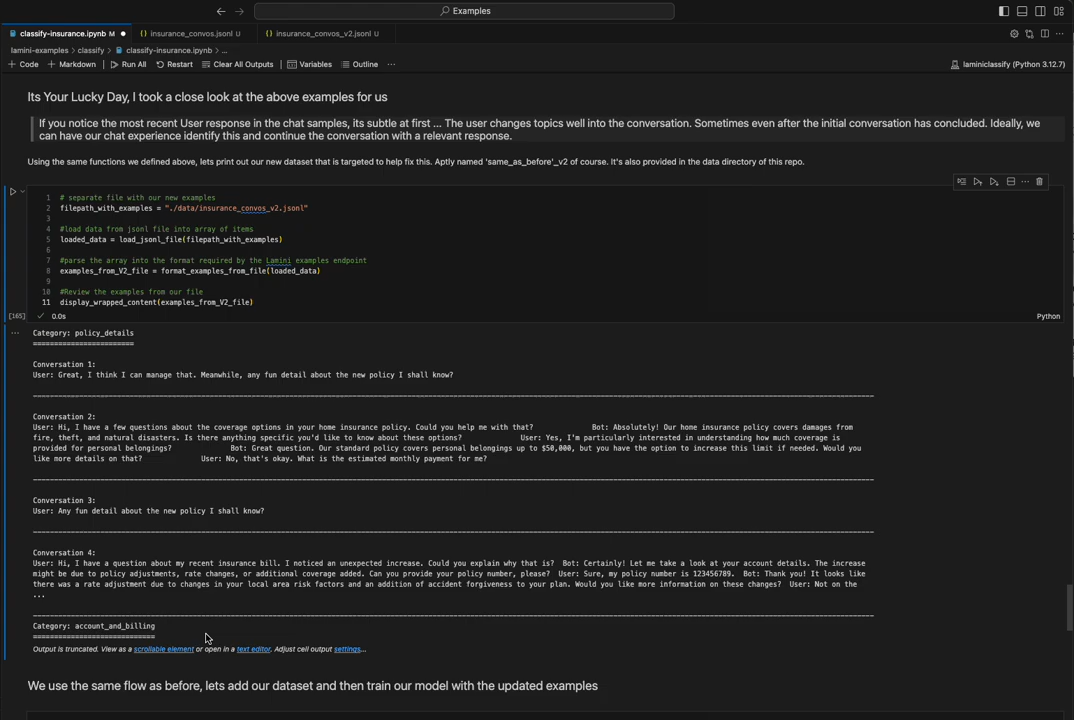 Examples
classify-insurance.ipynb M
{} insurance_convos.jsonl U
{} insurance_convos_v2.jsonl U
lamini-examples > classify > classify-insurance.ipynb > ...
+ Code + Markdown Run All Restart Clear All Outputs Variables Outline ...
laminiclassify (Python 3.12.7)
Its Your Lucky Day, I took a close look at the above examples for us
If you notice the most recent User response in the chat samples, its subtle at first ... The user changes topics well into the conversation. Sometimes even after the initial conversation has concluded. Ideally, we
can have our chat experience identify this and continue the conversation with a relevant response.
Using the same functions we defined above, lets print out our new dataset that is targeted to help fix this. Aptly named 'same_as_before'_v2 of course. It's also provided in the data directory of this repo.
1 # separate file with our new examples
2 filepath_with_examples = "./data/insurance_convos_v2.jsonl"
3
4 #load data from jsonl file into array of items
5 loaded_data = load_jsonl_file(filepath_with_examples)
6
7 #parse the array into the format required by the Lamini examples endpoint
8 examples_from_V2_file = format_examples_from_file(loaded_data)
9
10 #Review the examples from our file
11 display_wrapped_content(examples_from_V2_file)
[165] ✓ 0.0s
Python
...
Category: policy_details
========================
Conversation 1:
User: Great, I think I can manage that. Meanwhile, any fun detail about the new policy I shall know?
Conversation 2:
User: Hi, I have a few questions about the coverage options in your home insurance policy. Could you help me with that? Bot: Absolutely! Our home insurance policy covers damages from
fire, theft, and natural disasters. Is there anything specific you'd like to know about these options? User: Yes, I'm particularly interested in understanding how much coverage is
provided for personal belongings? Bot: Great question. Our standard policy covers personal belongings up to $50,000, but you have the option to increase this limit if needed. Would you
like more details on that? User: No, that's okay. What is the estimated monthly payment for me?
Conversation 3:
User: Any fun detail about the new policy I shall know?
Conversation 4:
User: Hi, I have a question about my recent insurance bill. I noticed an unexpected increase. Could you explain why that is? Bot: Certainly! Let me take a look at your account details. The increase
might be due to policy adjustments, rate changes, or additional coverage added. Can you provide your policy number, please? User: Sure, my policy number is 123456789. Bot: Thank you! It looks like
there was a rate adjustment due to changes in your local area risk factors and an addition of accident forgiveness to your plan. Would you like more information on these changes? User: Not on the
...
Category: account_and_billing
=============================
Output is truncated. View as a scrollable element or open in a text editor. Adjust cell output settings...
We use the same flow as before, lets add our dataset and then train our model with the updated examples